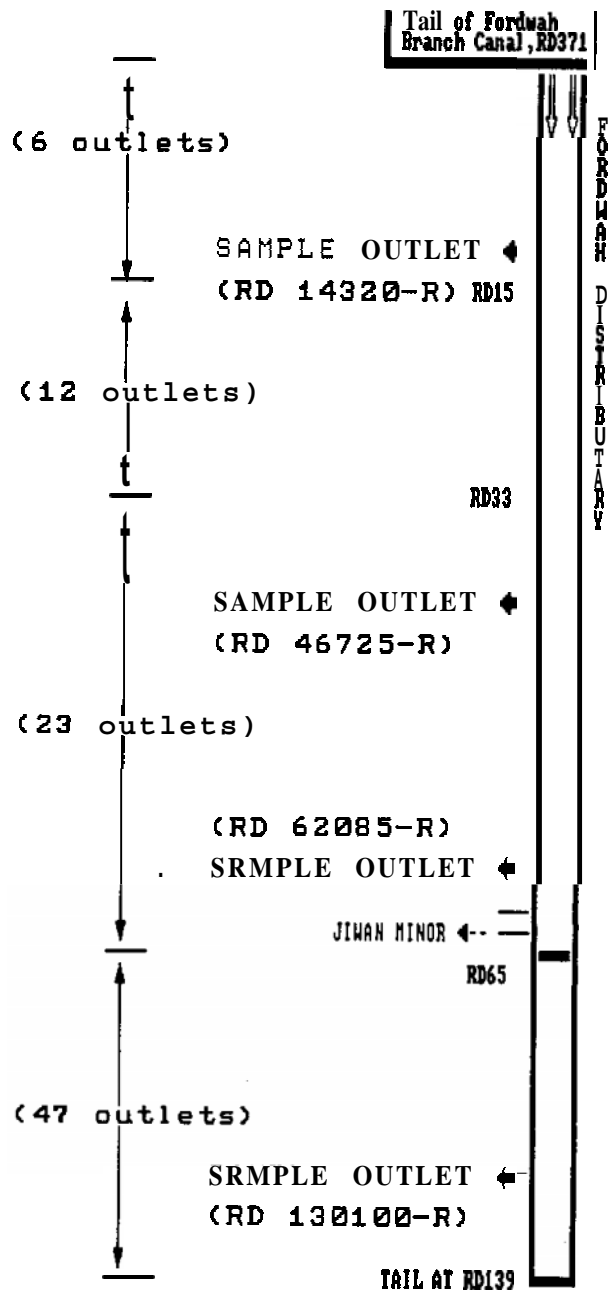 Tail of Fordwah
Branch Canal,RD371
FORDWAH DISTRIBUTARY
(6 outlets)
SAMPLE OUTLET
(RD 14320-R) RD15
(12 outlets)
RD33
SAMPLE OUTLET
(RD 46725-R)
(23 outlets)
(RD 62085-R)
SRMPLE OUTLET
JIWAN MINOR
RD65
(47 outlets)
SRMPLE OUTLET
(RD 130100-R)
TAIL AT RD139